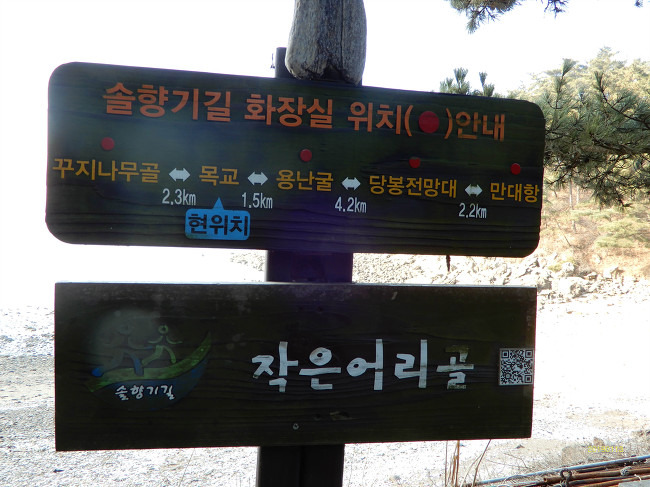 솔향기길 화장실 위치(●)안내
꾸지나무골 ↔ 목교 ↔ 용난굴 ↔ 당봉전망대 ↔ 만대항
2.3km 1.5km 4.2km 2.2km
현위치
작은어리골
솔향기길